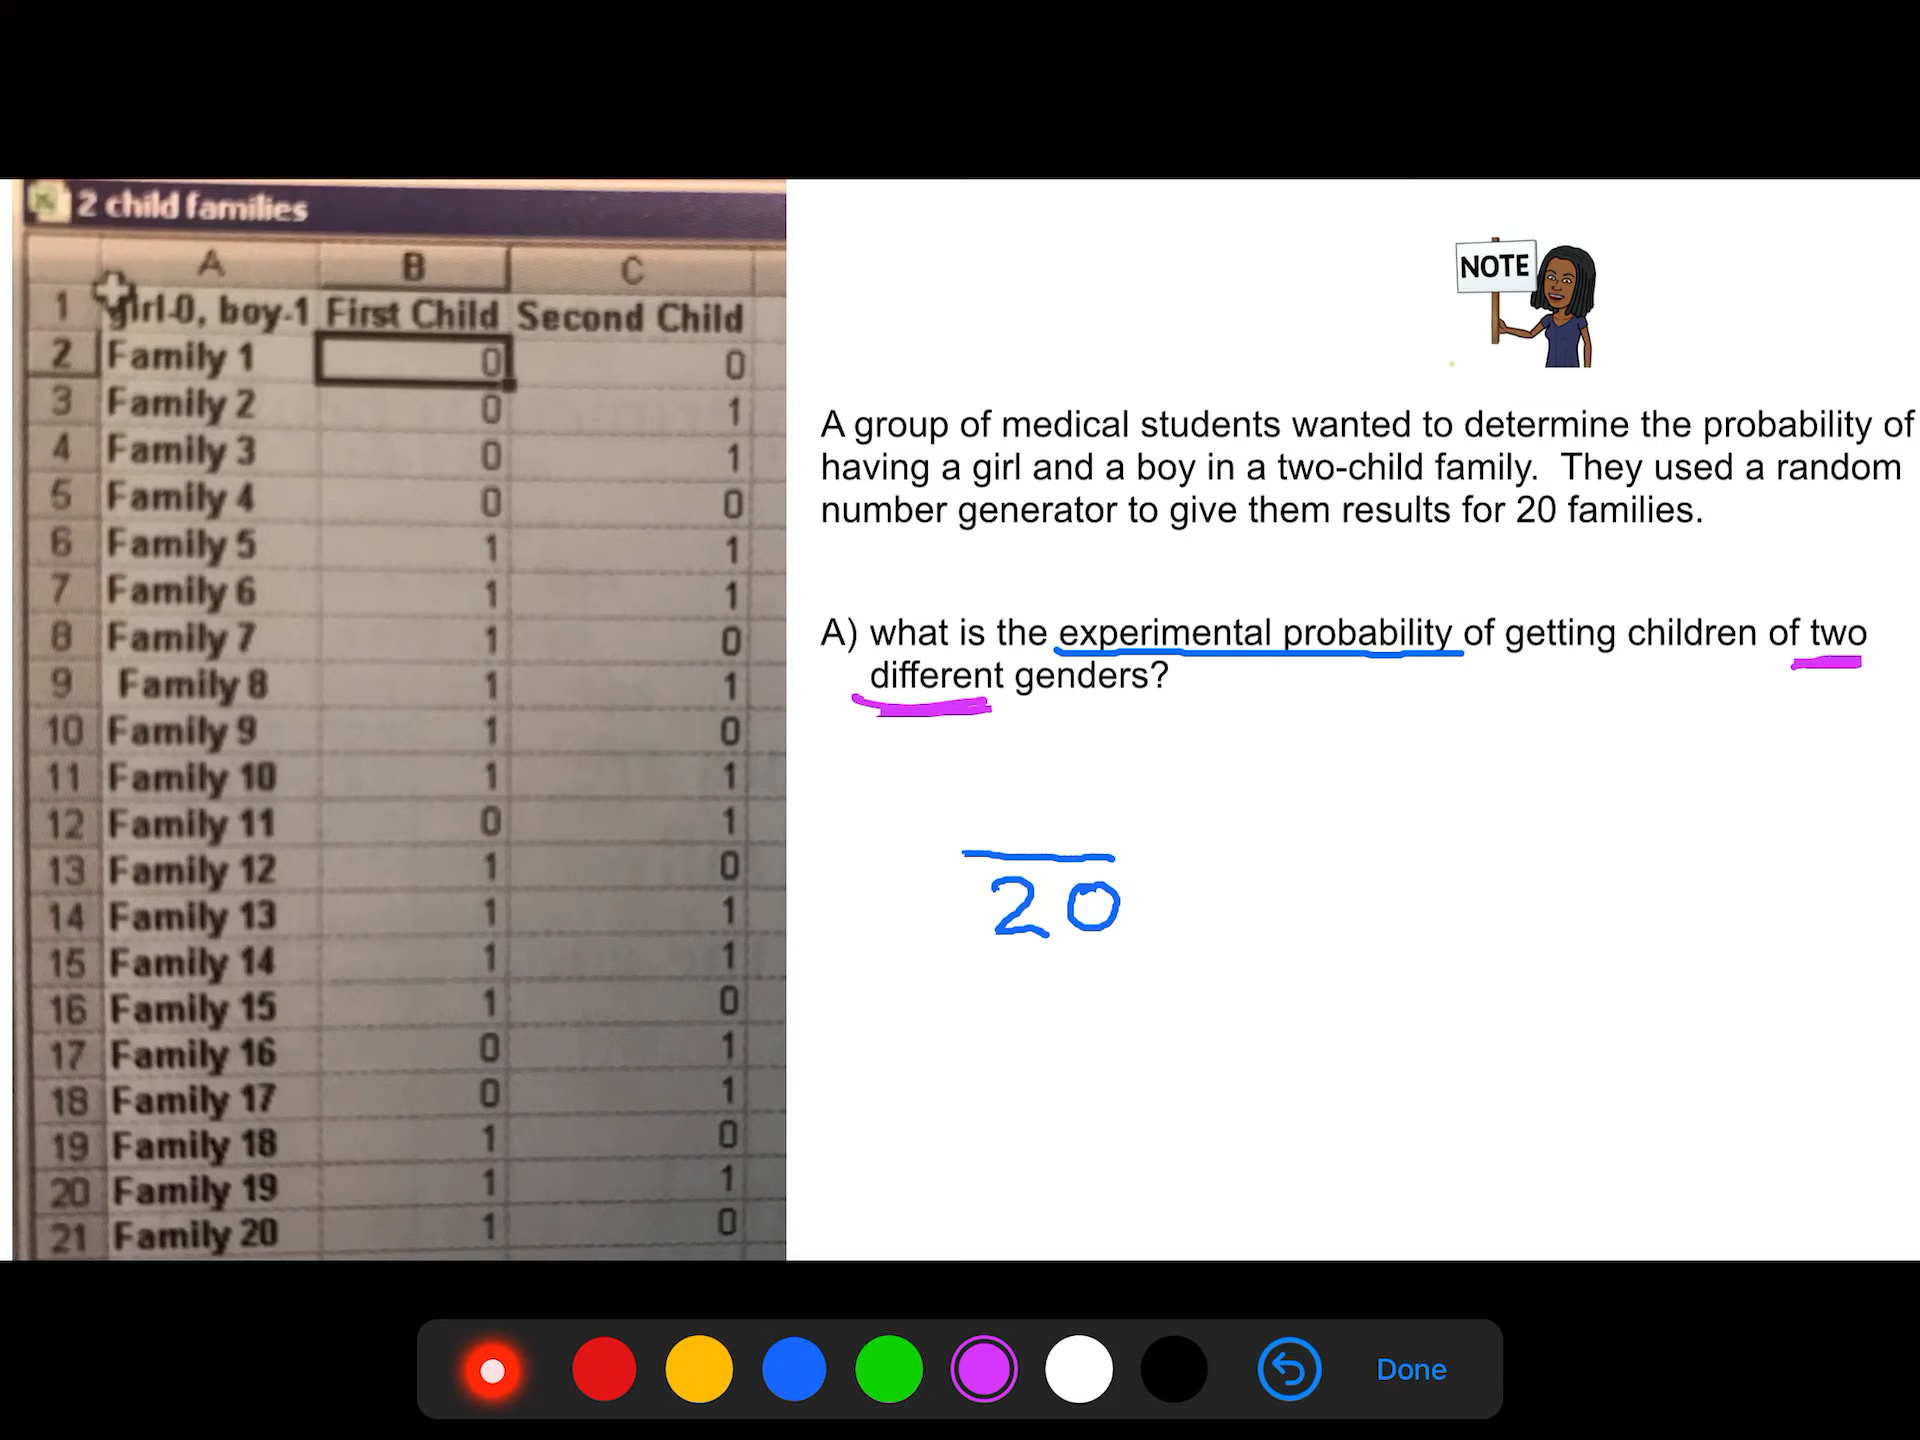 2 child families
A B C
1 girl-0, boy-1 First Child Second Child
2 Family 1 0 0
3 Family 2 0 1
4 Family 3 0 1
5 Family 4 0 0
6 Family 5 1 1
7 Family 6 1 1
8 Family 7 1 0
9 Family 8 1 1
10 Family 9 1 0
11 Family 10 1 1
12 Family 11 0 1
13 Family 12 1 0
14 Family 13 1 1
15 Family 14 1 1
16 Family 15 1 0
17 Family 16 0 1
18 Family 17 0 1
19 Family 18 1 0
20 Family 19 1 1
21 Family 20 1 0
NOTE
A group of medical students wanted to determine the probability of
having a girl and a boy in a two-child family. They used a random
number generator to give them results for 20 families.
A) what is the experimental probability of getting children of two
different genders?
20
Done